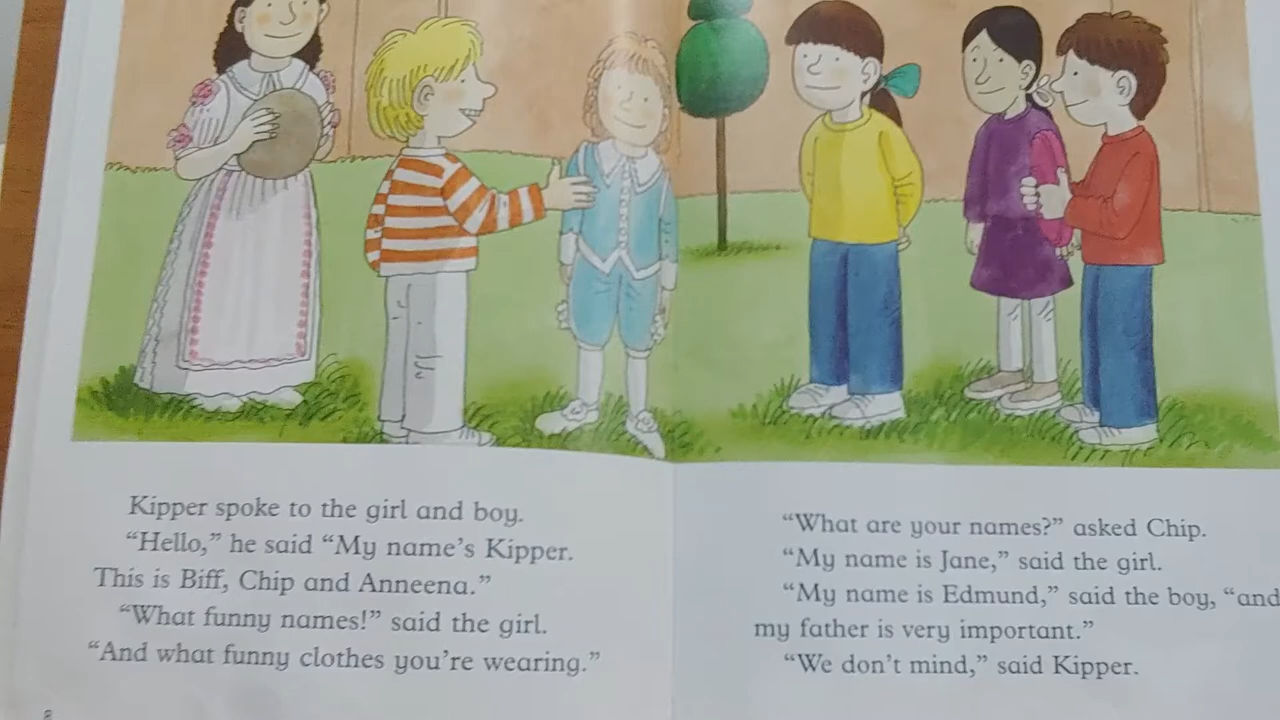 Kipper spoke to the girl and boy.
“Hello,” he said “My name’s Kipper.
This is Biff, Chip and Anneena.”
“What funny names!” said the girl.
“And what funny clothes you’re wearing.”
8
“What are your names?” asked Chip.
“My name is Jane,” said the girl.
“My name is Edmund,” said the boy, “and
my father is very important.”
“We don’t mind,” said Kipper.